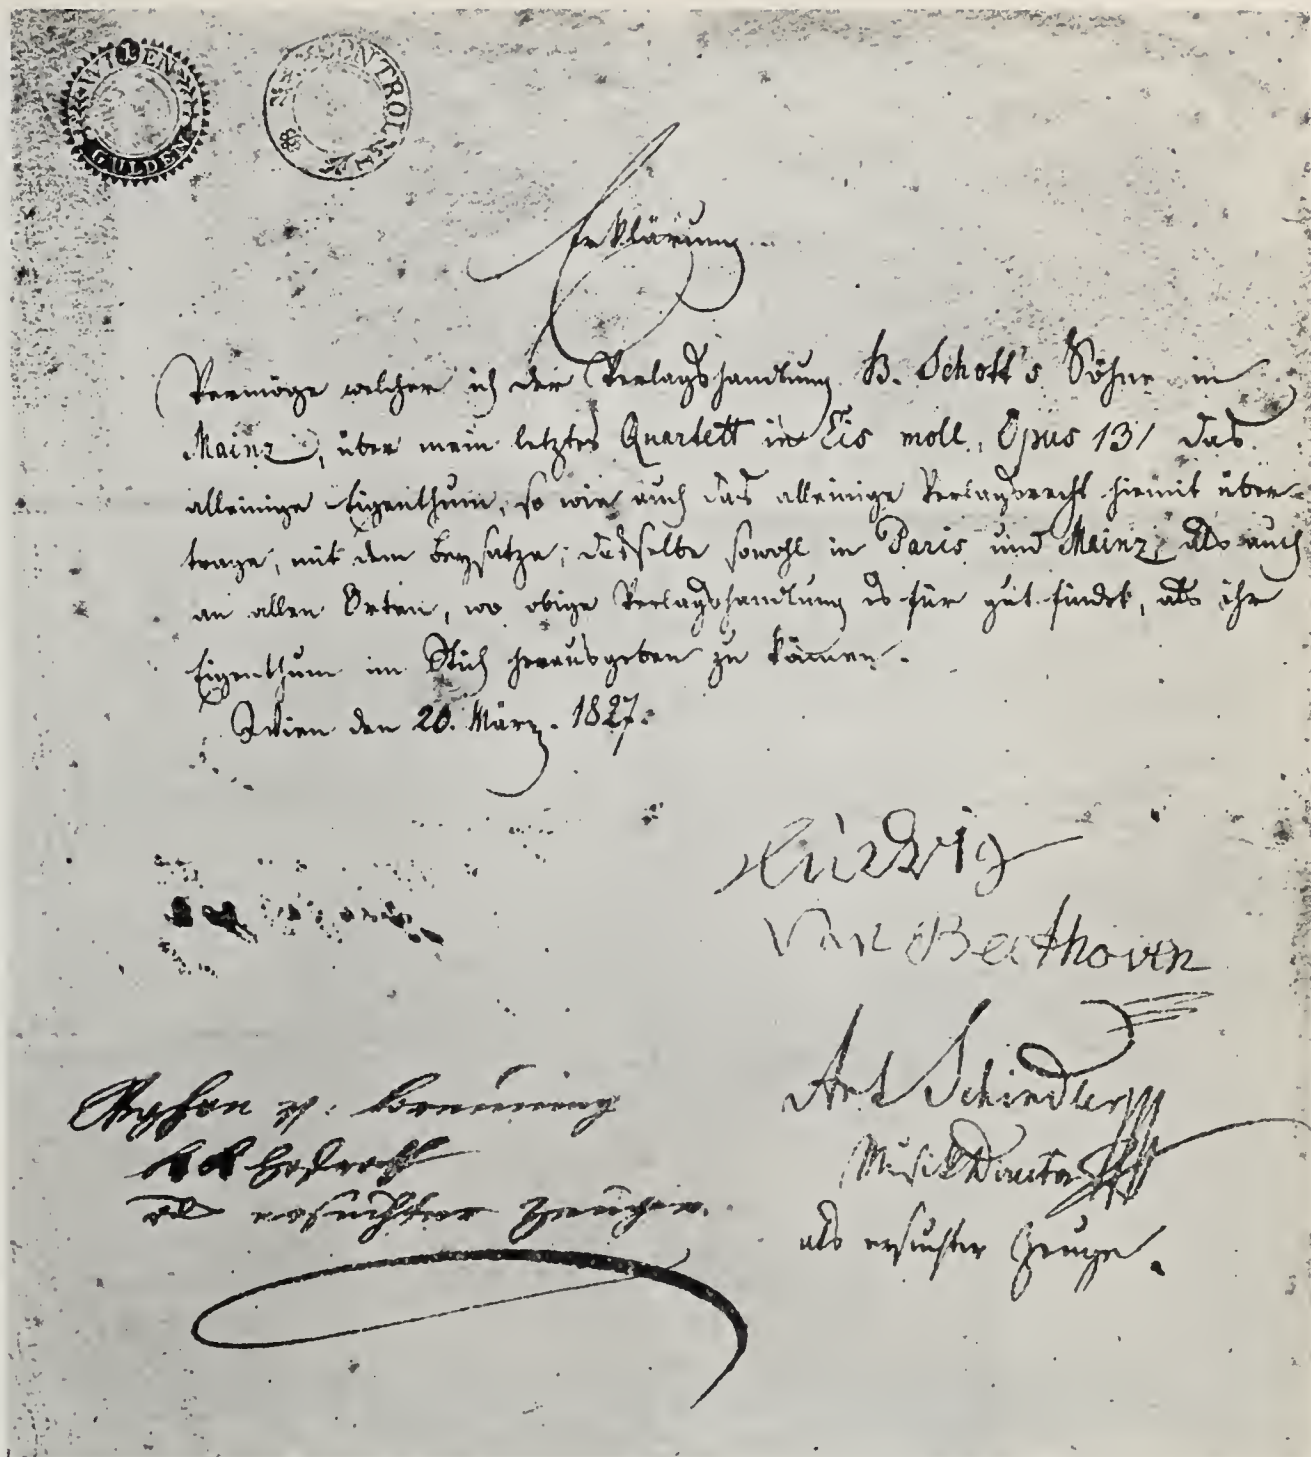 WIEN
1
GULDEN
CONTROLL
Erklärung
Vermöge welcher ich der Verlagshandlung B. Schott's Söhne in
Mainz, über mein letztes Quartett in Cis moll, Opus 131 das
alleinige Eigenthum, so wie auch das alleinige Verlagsrecht hiemit über-
trage, mit dem Beysatze, dasselbe sowohl in Paris und Mainz, als auch
an allen Orten, wo obige Verlagshandlung es für gut findet, als ihr
Eigenthum im Stich herausgeben zu können.
Wien den 20. März. 1827.
Ludwig
van Beethoven
Ant Schindler
MusikDirector
als ersuchter Zeuge.
Stephan v: Breuning
k k Hofrath
als ersuchter Zeuge.